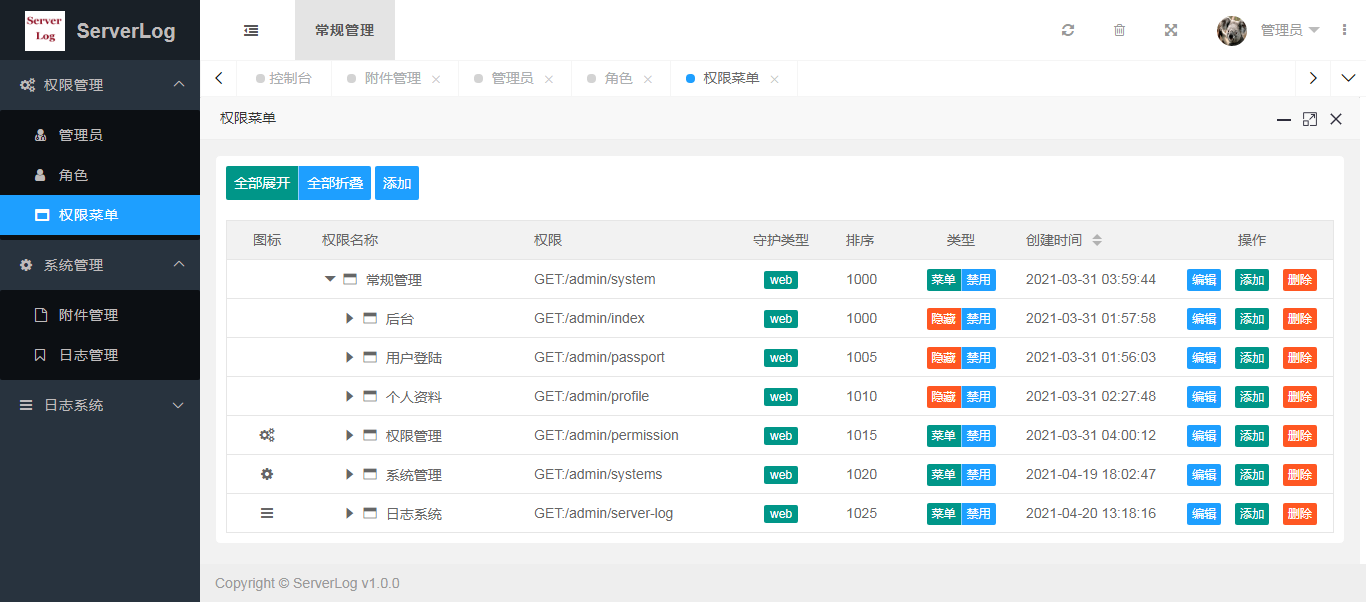 Server
Log
ServerLog
常规管理
管理员
权限管理
管理员
角色
权限菜单
系统管理
附件管理
日志管理
日志系统
控制台 附件管理 管理员 角色 权限菜单
权限菜单
全部展开 全部折叠 添加
图标 权限名称 权限 守护类型 排序 类型 创建时间 操作
常规管理 GET:/admin/system web 1000 菜单 禁用 2021-03-31 03:59:44 编辑 添加 删除
后台 GET:/admin/index web 1000 隐藏 禁用 2021-03-31 01:57:58 编辑 添加 删除
用户登陆 GET:/admin/passport web 1005 隐藏 禁用 2021-03-31 01:56:03 编辑 添加 删除
个人资料 GET:/admin/profile web 1010 隐藏 禁用 2021-03-31 02:27:48 编辑 添加 删除
权限管理 GET:/admin/permission web 1015 菜单 禁用 2021-03-31 04:00:12 编辑 添加 删除
系统管理 GET:/admin/systems web 1020 菜单 禁用 2021-04-19 18:02:47 编辑 添加 删除
日志系统 GET:/admin/server-log web 1025 菜单 禁用 2021-04-20 13:18:16 编辑 添加 删除
Copyright © ServerLog v1.0.0